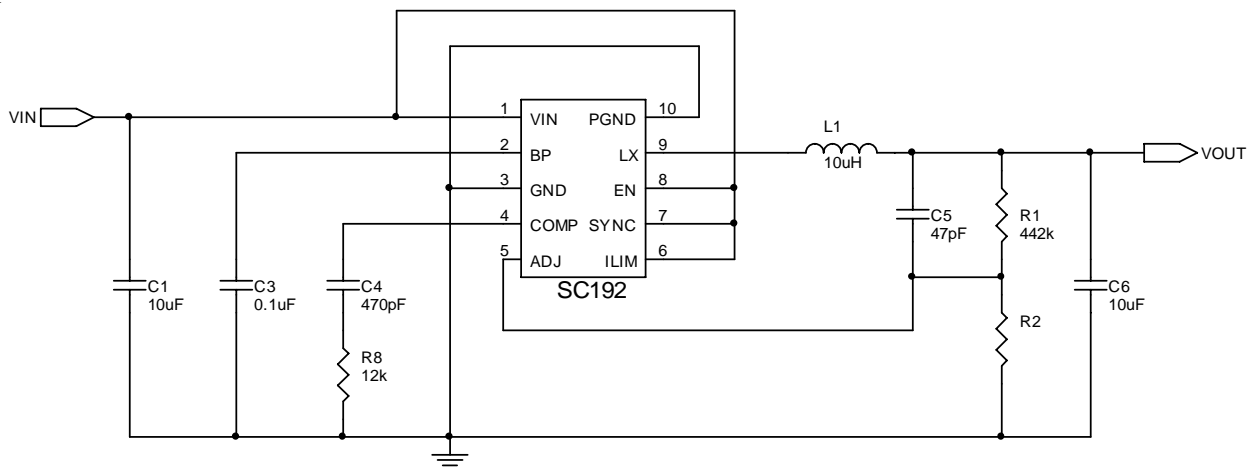 VIN
1 VIN PGND 10
2 BP LX 9
3 GND EN 8
4 COMP SYNC 7
5 ADJ ILIM 6
SC192
L1
10uH
VOUT
C5
47pF
R1
442k
C1
10uF
C3
0.1uF
C4
470pF
C6
10uF
R2
R8
12k